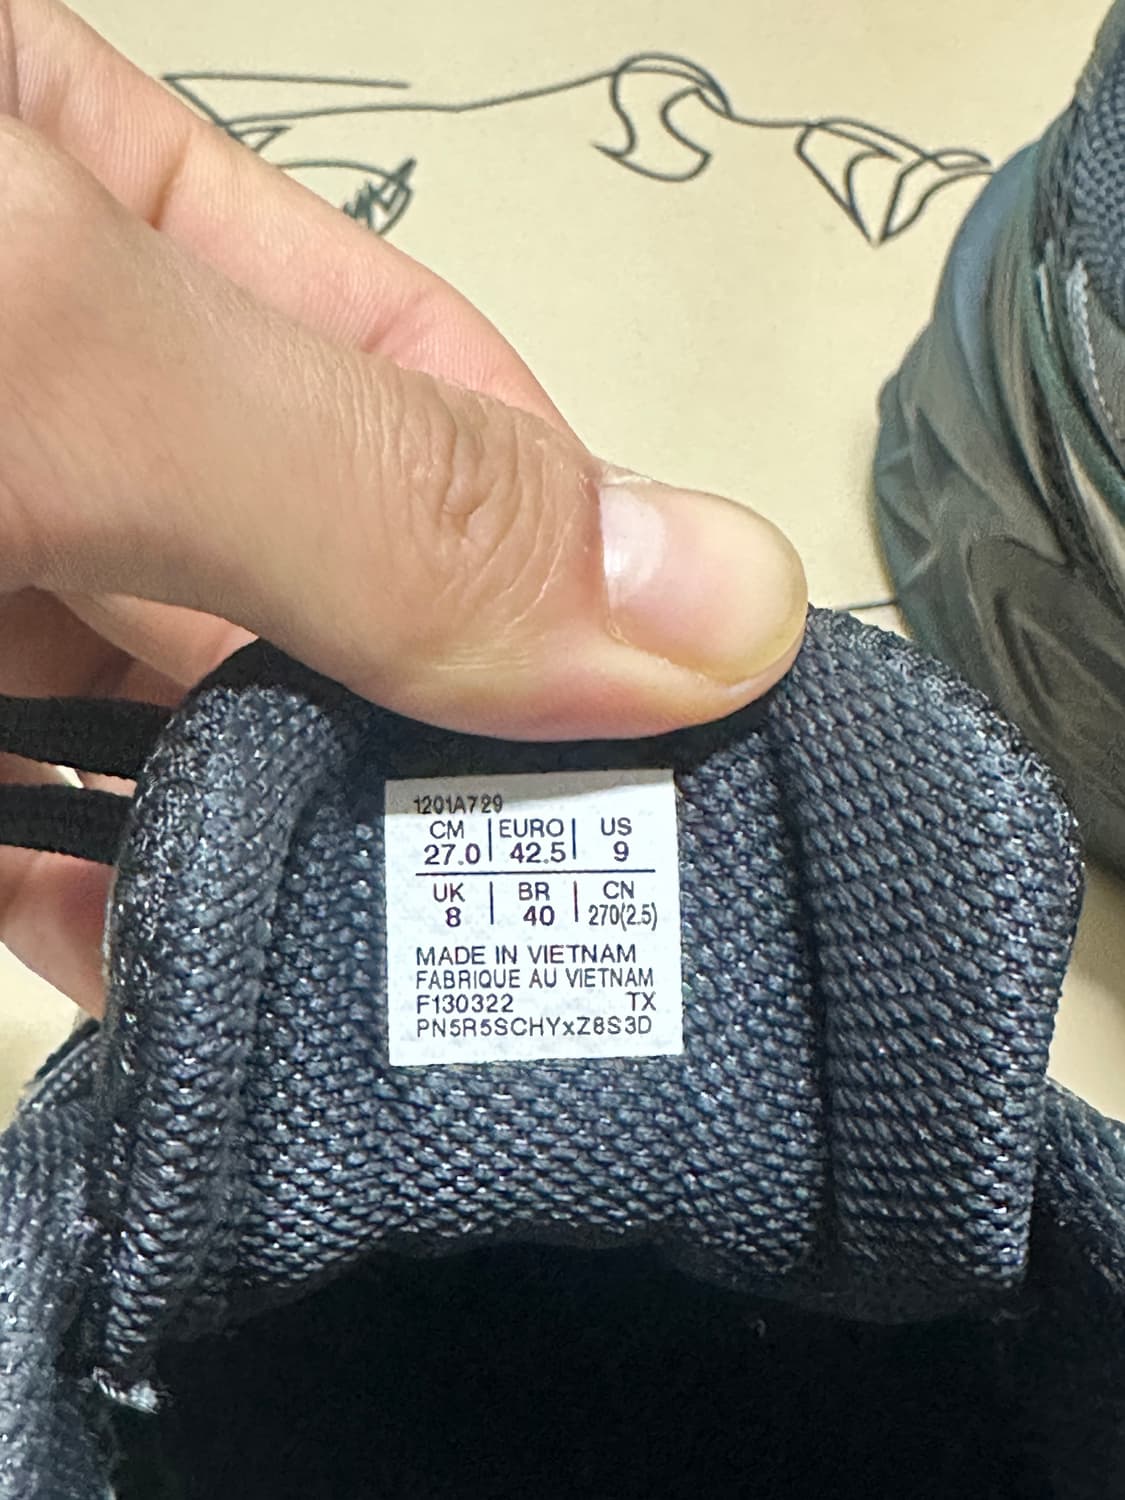 1201A729
CM | EURO | US
27.0 | 42.5 | 9
UK | BR | CN
8 | 40 | 270(2.5)
MADE IN VIETNAM
FABRIQUE AU VIETNAM
F130322 TX
PN5R5SCHYxZ8S3D